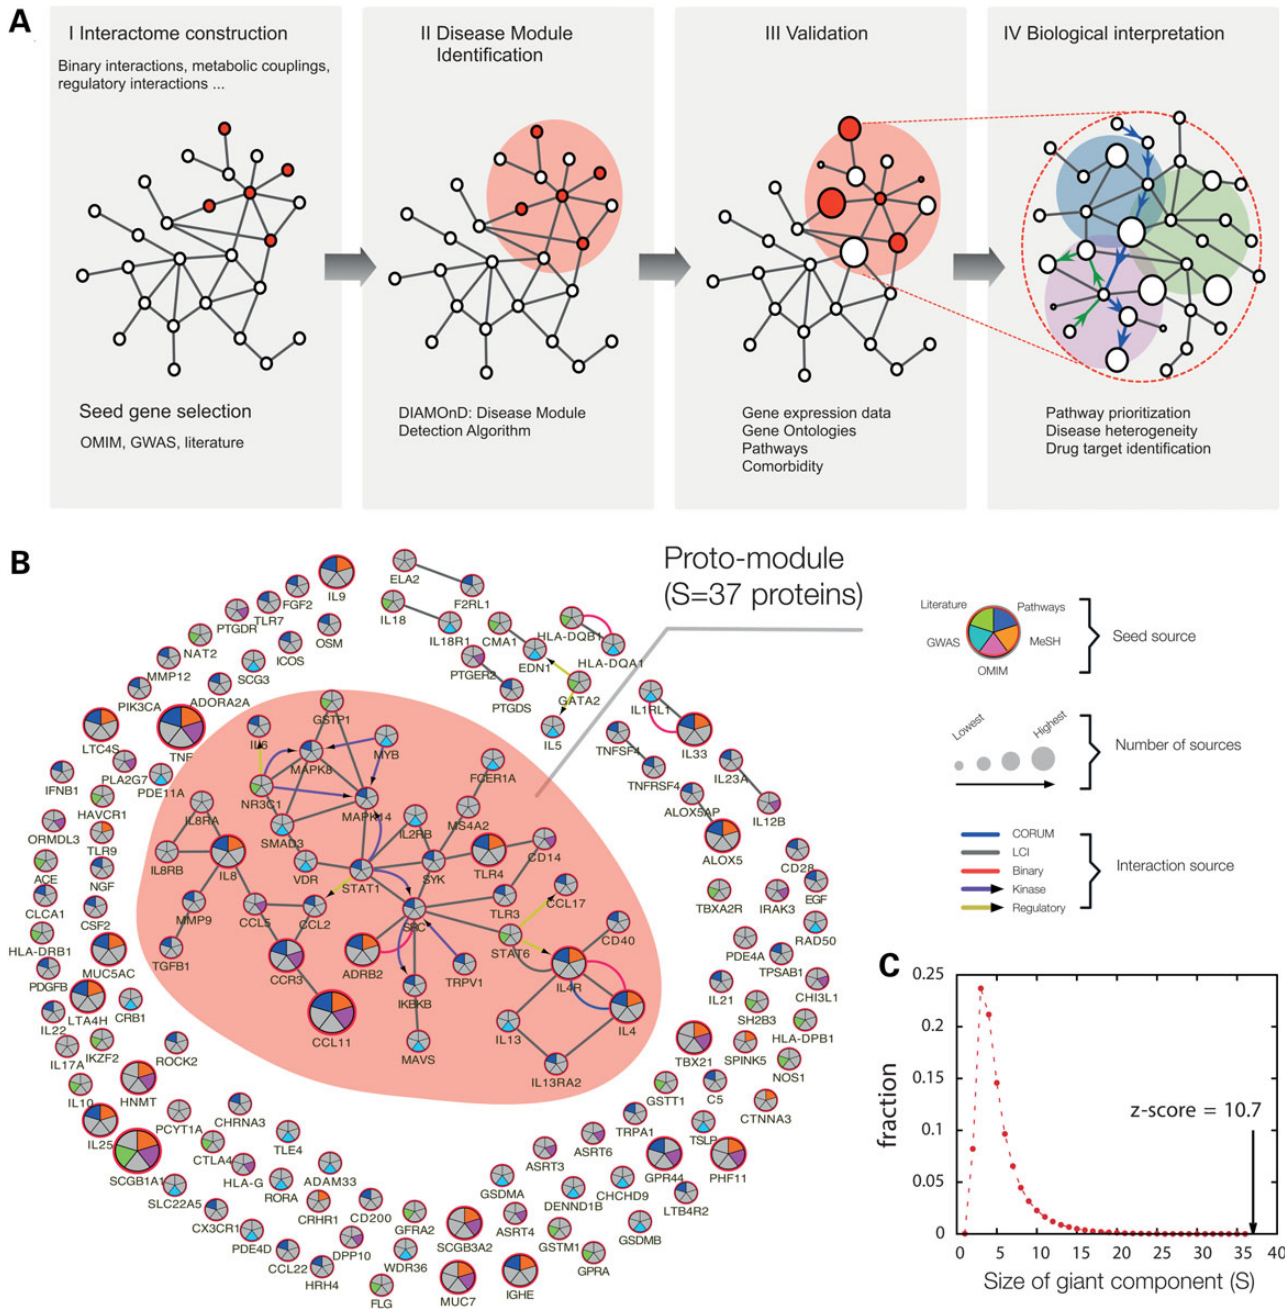 A
I Interactome construction
Binary interactions, metabolic couplings,
regulatory interactions ...
Seed gene selection
OMIM, GWAS, literature
II Disease Module
Identification
DIAMOnD: Disease Module
Detection Algorithm
III Validation
Gene expression data
Gene Ontologies
Pathways
Comorbidity
IV Biological interpretation
Pathway prioritization
Disease heterogeneity
Drug target identification
B
Proto-module
(S=37 proteins)
IL9
FGF2
TLR7
PTGDR
OSM
NAT2
ICOS
MMP12
SCG3
PIK3CA
ADORA2A
LTC4S
TNF
PLA2G7
PDE11A
IFNB1
HAVCR1
ORMDL3
TLR9
ACE
NGF
CLCA1
CSF2
HLA-DRB1
MUC5AC
PDGFB
LTA4H
CRB1
IL22
IKZF2
ROCK2
IL17A
HNMT
IL10
PCYT1A
CHRNA3
IL25
CTLA4
TLE4
SCGB1A1
HLA-G
ADAM33
SLC22A5
RORA
CX3CR1
CRHR1
CD200
PDE4D
DPP10
GFRA2
CCL22
HRH4
WDR36
FLG
ELA2
F2RL1
IL18
IL18R1
CMA1
HLA-DQB1
HLA-DQA1
EDN1
PTGER2
PTGDS
GATA2
IL5
IL1RL1
IL33
TNFSF4
TNFRSF4
IL23A
IL12B
ALOX5AP
ALOX5
CD28
EGF
TBXA2R
IRAK3
RAD50
PDE4A
TPSAB1
CHI3L1
IL21
SH2B3
HLA-DPB1
TBX21
SPINK5
NOS1
GSTT1
C5
CTNNA3
TRPA1
TSLP
ASRT6
ASRT3
GPR44
PHF11
GSDMA
CHCHD9
DENND1B
LTB4R2
ASRT4
GSDMB
SCGB3A2
GSTM1
GPRA
MUC7
IGHE
GSTP1
IL6
MAPK8
MYB
NR3C1
MAPK14
FCER1A
IL8RA
SMAD3
IL2RB
MS4A2
IL8RB
IL8
VDR
STAT1
SYK
TLR4
CD14
MMP9
CCL5
CCL2
SRC
TLR3
CCL17
TGFB1
CCR3
ADRB2
STAT6
CD40
TRPV1
IL4R
IKBKB
CCL11
IL13
IL4
MAVS
IL13RA2
Literature
Pathways
GWAS
MeSH
OMIM
Seed source
Lowest
Highest
Number of sources
CORUM
LCI
Binary
Kinase
Regulatory
Interaction source
C
0.25
0.2
0.15
0.1
0.05
0
fraction
z-score = 10.7
0 5 10 15 20 25 30 35 40
Size of giant component (S)